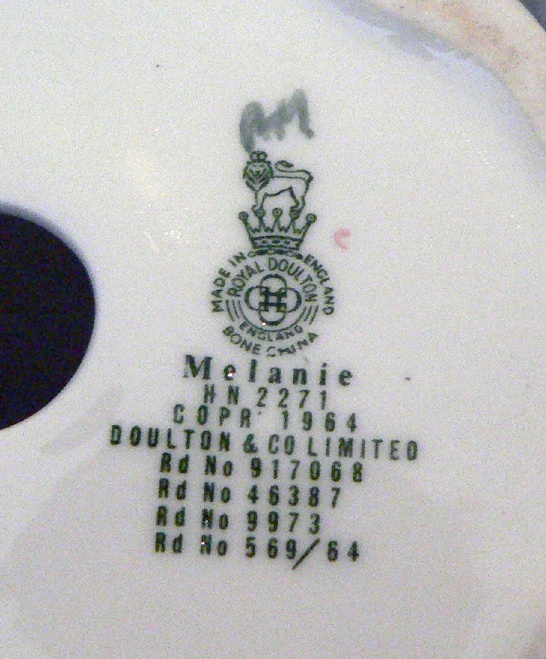 AM
MADE IN ENGLAND
ROYAL DOULTON
ENGLAND
BONE CHINA
Melanie
HN 2271
COPR 1964
DOULTON & CO LIMITED
Rd No 917068
Rd No 46387
Rd No 9973
Rd No 569/64